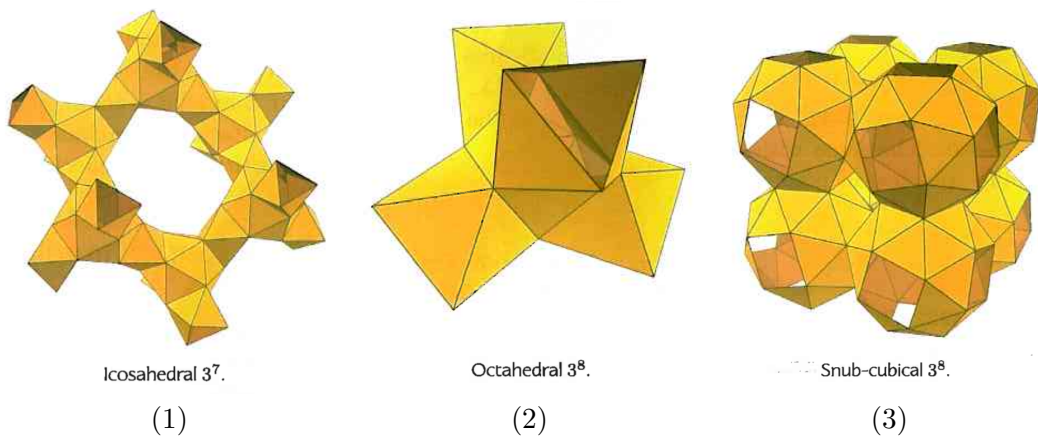 Icosahedral 3⁷.
Octahedral 3⁸.
Snub-cubical 3⁸.
(1)
(2)
(3)